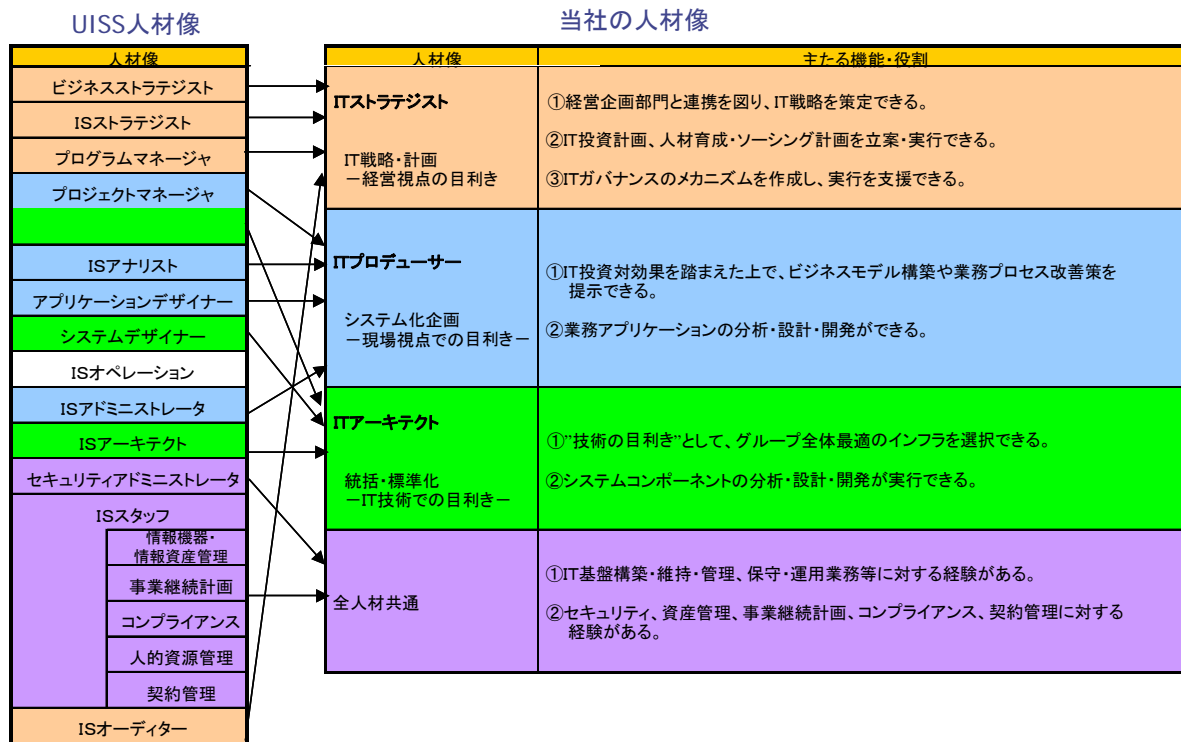 UISS人材像
当社の人材像
人材像
ビジネスストラテジスト
ISストラテジスト
プログラムマネージャ
プロジェクトマネージャ
ISアナリスト
アプリケーションデザイナー
システムデザイナー
ISオペレーション
ISアドミニストレータ
ISアーキテクト
セキュリティアドミニストレータ
ISスタッフ
情報機器・
情報資産管理
事業継続計画
コンプライアンス
人的資源管理
契約管理
ISオーディター
人材像
主たる機能・役割
ITストラテジスト
IT戦略・計画
－経営視点の目利き
①経営企画部門と連携を図り、IT戦略を策定できる。
②IT投資計画、人材育成・ソーシング計画を立案・実行できる。
③ITガバナンスのメカニズムを作成し、実行を支援できる。
ITプロデューサー
システム化企画
－現場視点での目利き－
①IT投資対効果を踏まえた上で、ビジネスモデル構築や業務プロセス改善策を
提示できる。
②業務アプリケーションの分析・設計・開発ができる。
ITアーキテクト
統括・標準化
－IT技術での目利き－
①”技術の目利き”として、グループ全体最適のインフラを選択できる。
②システムコンポーネントの分析・設計・開発が実行できる。
全人材共通
①IT基盤構築・維持・管理、保守・運用業務等に対する経験がある。
②セキュリティ、資産管理、事業継続計画、コンプライアンス、契約管理に対する
経験がある。